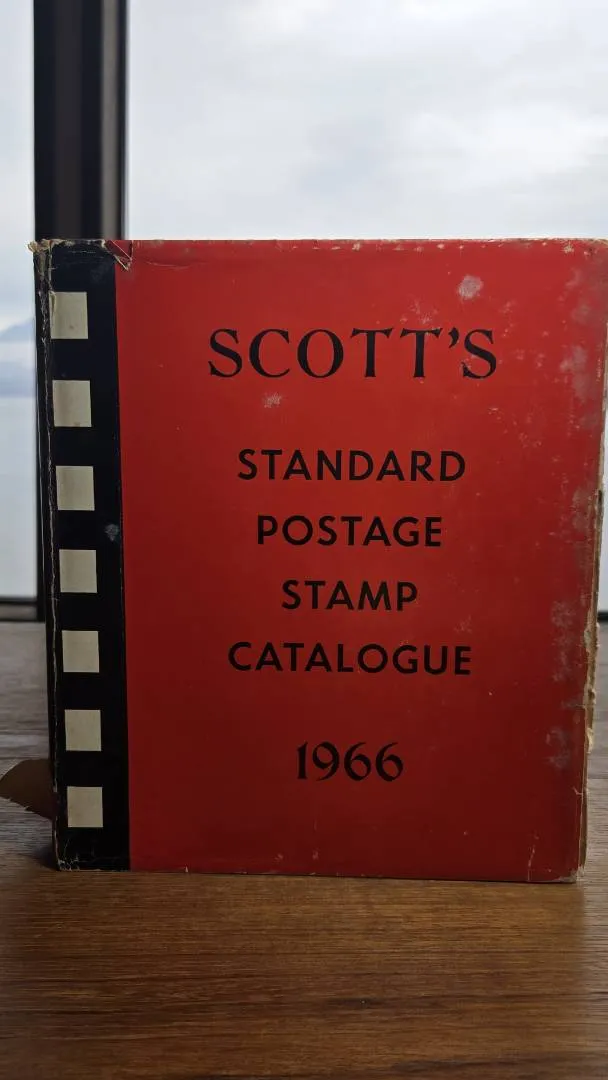 SCOTT'S
STANDARD
POSTAGE
STAMP
CATALOGUE
1966